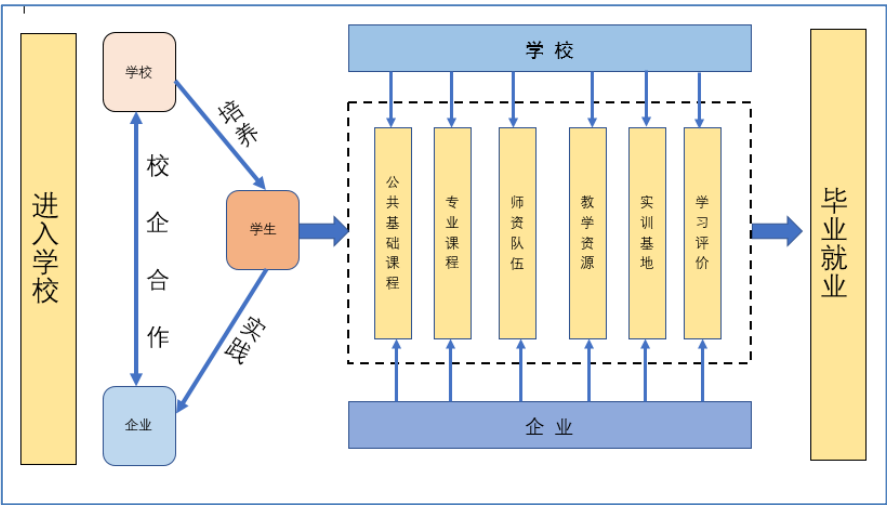 进入学校
学校
培养
校企合作
学生
实践
企业
学校
公共基础课程
专业课程
师资队伍
教学资源
实训基地
学习评价
企业
毕业就业